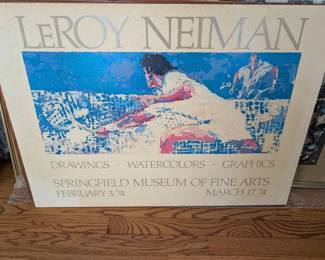 LEROY NEIMAN
DRAWINGS - WATERCOLORS - GRAPHICS
SPRINGFIELD MUSEUM OF FINE ARTS
FEBRUARY 3 '74 MARCH 17 '74